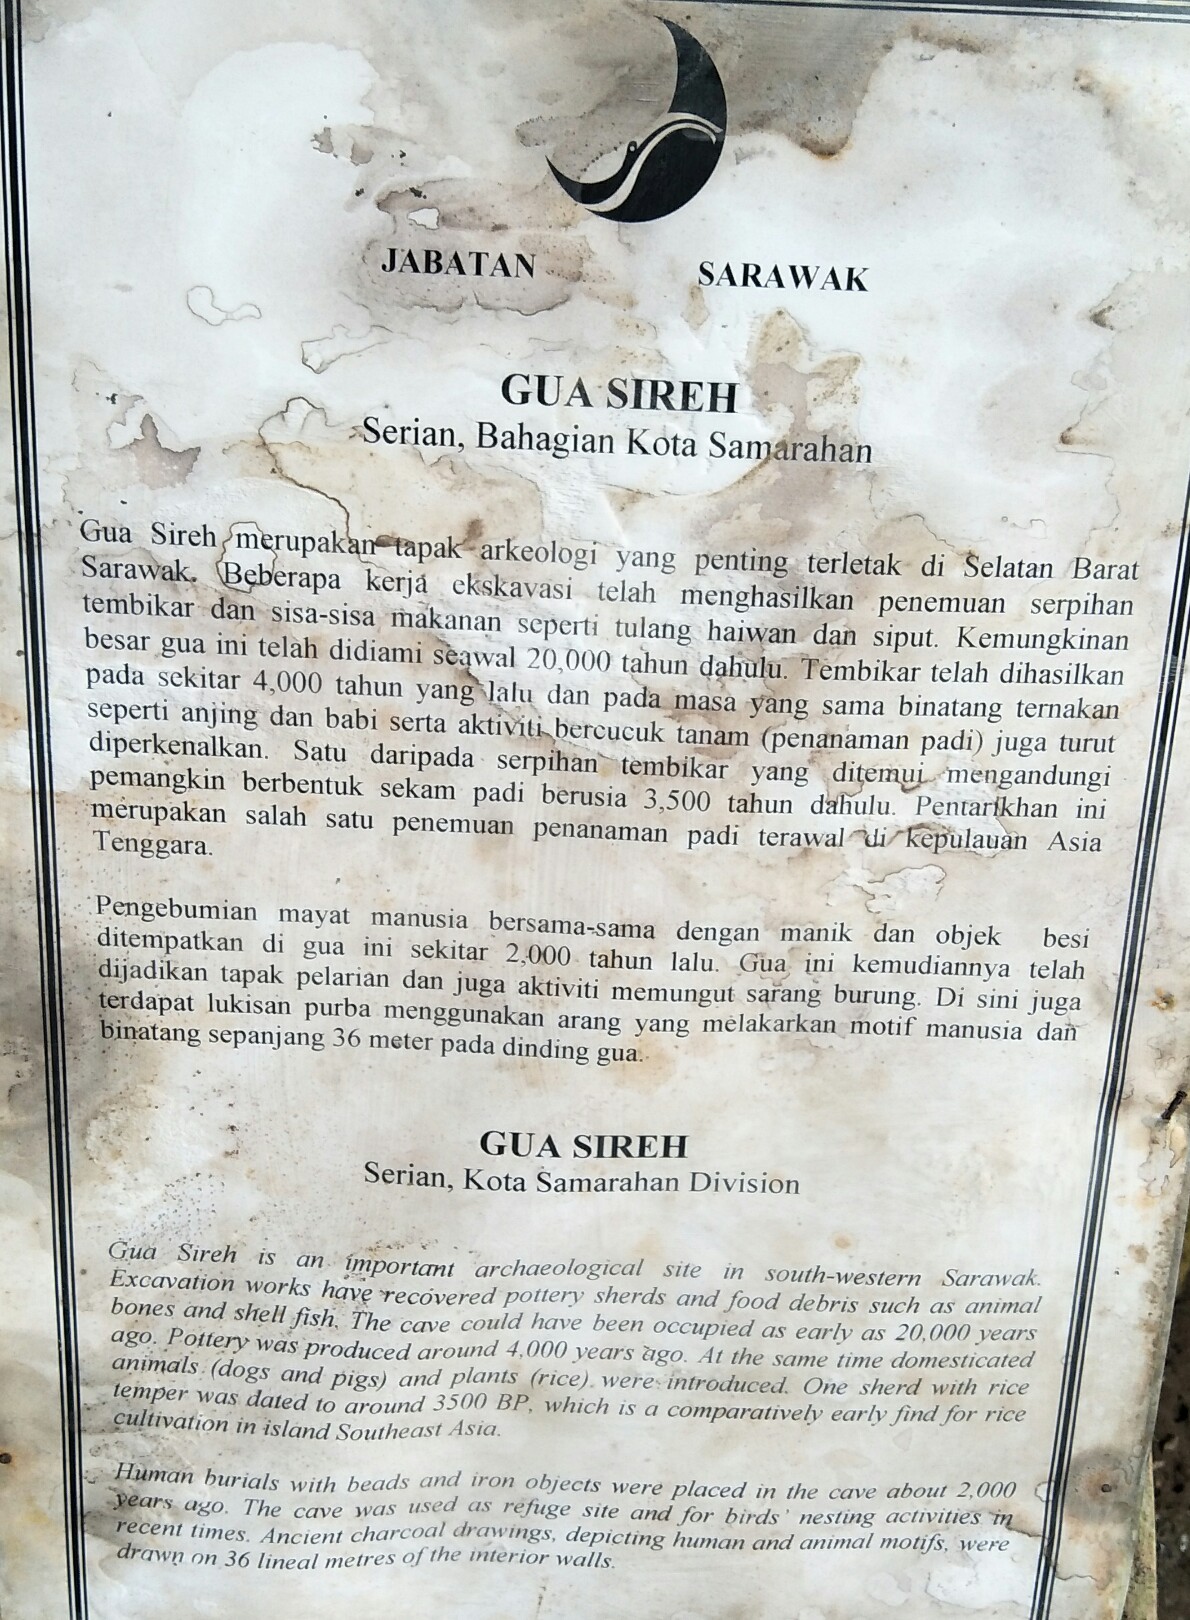 JABATAN SARAWAK
GUA SIREH
Serian, Bahagian Kota Samarahan
Gua Sireh merupakan tapak arkeologi yang penting terletak di Selatan Barat
Sarawak. Beberapa kerja ekskavasi telah menghasilkan penemuan serpihan
tembikar dan sisa-sisa makanan seperti tulang haiwan dan siput. Kemungkinan
besar gua ini telah didiami seawal 20,000 tahun dahulu. Tembikar telah dihasilkan
pada sekitar 4,000 tahun yang lalu dan pada masa yang sama binatang ternakan
seperti anjing dan babi serta aktiviti bercucuk tanam (penanaman padi) juga turut
diperkenalkan. Satu daripada serpihan tembikar yang ditemui mengandungi
pemangkin berbentuk sekam padi berusia 3,500 tahun dahulu. Pentarikhan ini
merupakan salah satu penemuan penanaman padi terawal di kepulauan Asia
Tenggara.
Pengebumian mayat manusia bersama-sama dengan manik dan objek besi
ditempatkan di gua ini sekitar 2,000 tahun lalu. Gua ini kemudiannya telah
dijadikan tapak pelarian dan juga aktiviti memungut sarang burung. Di sini juga
terdapat lukisan purba menggunakan arang yang melakarkan motif manusia dan
binatang sepanjang 36 meter pada dinding gua.
GUA SIREH
Serian, Kota Samarahan Division
Gua Sireh is an important archaeological site in south-western Sarawak.
Excavation works have recovered pottery sherds and food debris such as animal
bones and shell fish. The cave could have been occupied as early as 20,000 years
ago. Pottery was produced around 4,000 years ago. At the same time domesticated
animals (dogs and pigs) and plants (rice) were introduced. One sherd with rice
temper was dated to around 3500 BP, which is a comparatively early find for rice
cultivation in island Southeast Asia.
Human burials with beads and iron objects were placed in the cave about 2,000
years ago. The cave was used as refuge site and for birds' nesting activities in
recent times. Ancient charcoal drawings, depicting human and animal motifs, were
drawn on 36 lineal metres of the interior walls.